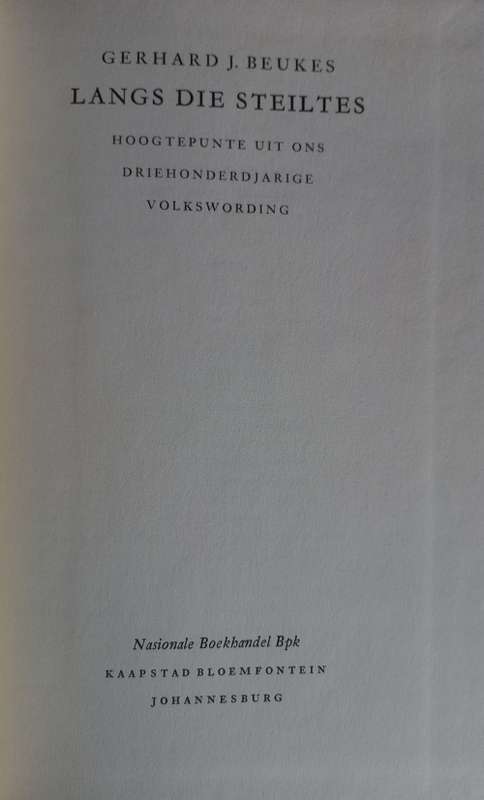 GERHARD J. BEUKES
LANGS DIE STEILTES
HOOGTEPUNTE UIT ONS
DRIEHONDERDJARIGE
VOLKSWORDING
Nasionale Boekhandel Bpk
KAAPSTAD BLOEMFONTEIN
JOHANNESBURG